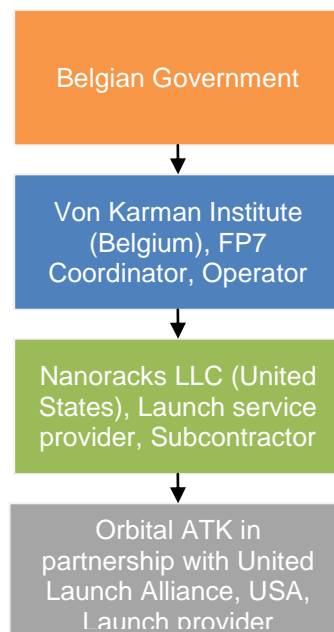 Belgian Government
Von Karman Institute
(Belgium), FP7
Coordinator, Operator
Nanoracks LLC (United
States), Launch service
provider, Subcontractor
Orbital ATK in
partnership with United
Launch Alliance, USA,
Launch provider